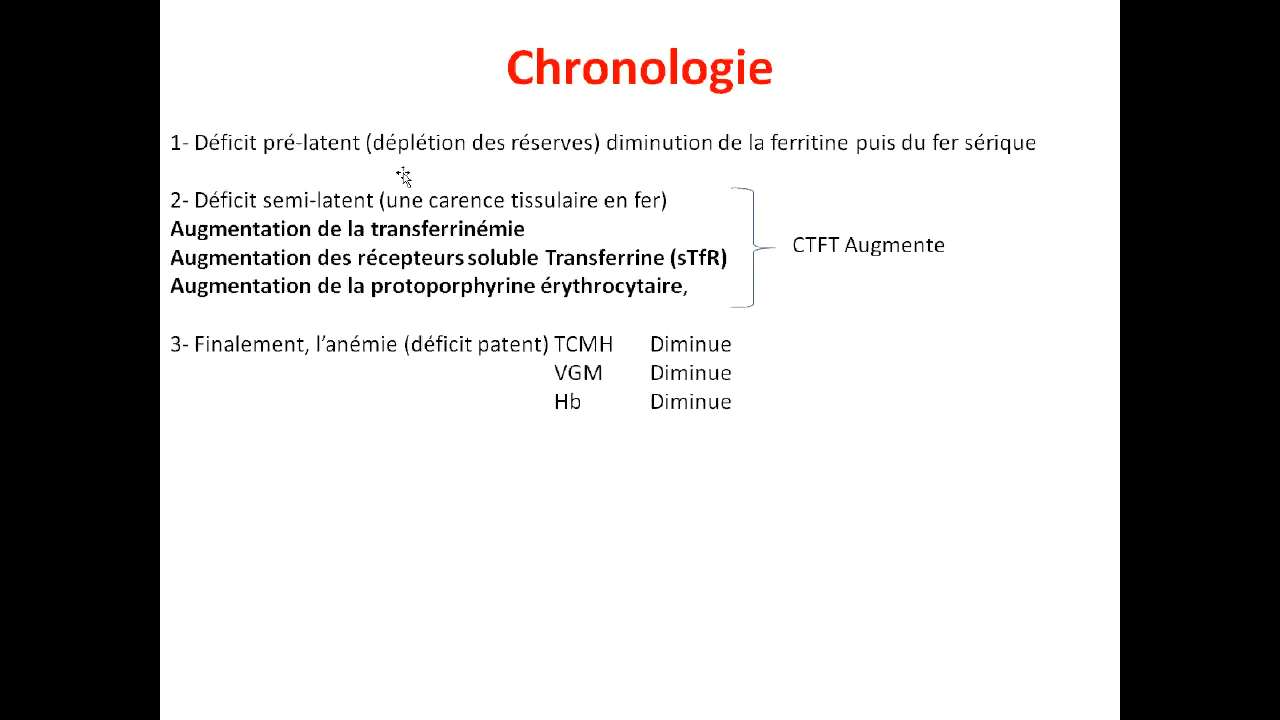 Chronologie
1- Déficit pré-latent (déplétion des réserves) diminution de la ferritine puis du fer sérique
2- Déficit semi-latent (une carence tissulaire en fer)
Augmentation de la transferrinémie
CTFT Augmente
Augmentation des récepteurs soluble Transferrine (sTfR)
Augmentation de la protoporphyrine érythrocytaire,
3- Finalement, l'anémie (déficit patent) TCMH Diminue
VGM Diminue
Hb Diminue